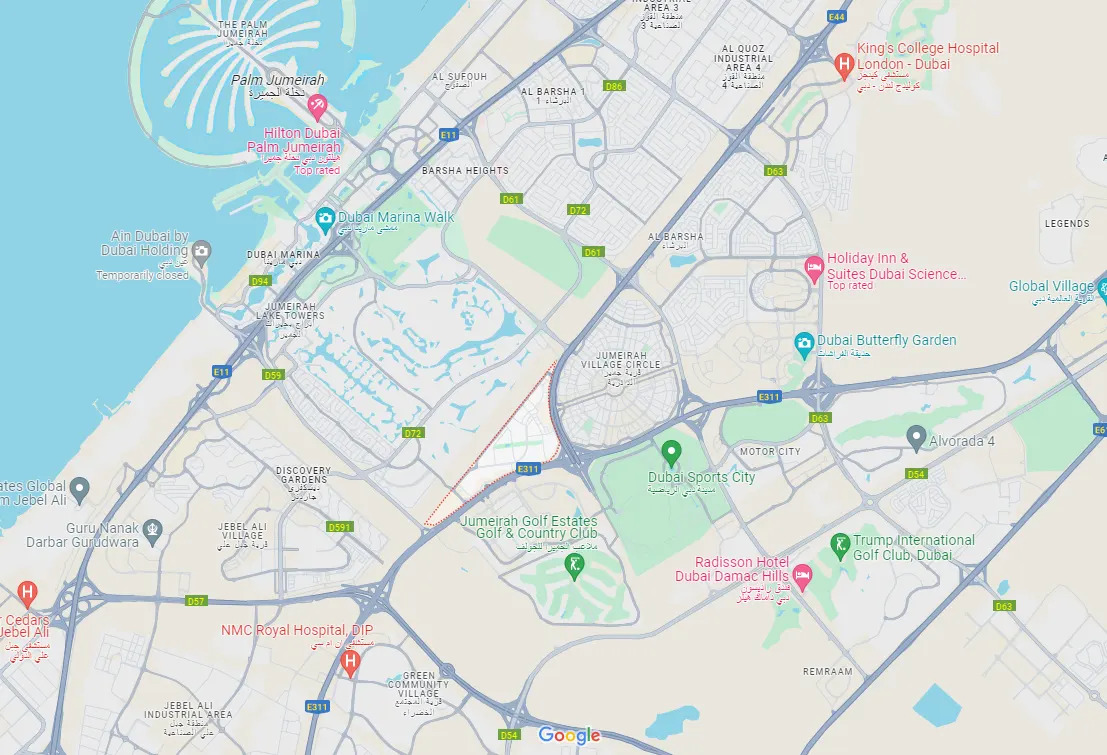 THE PALM
JUMEIRAH
نخلة جميرا
Palm Jumeirah
نخلة الجميرة
Hilton Dubai
Palm Jumeirah
هيلتون دبي نخلة جميرا
Top rated
INDUSTRIAL
AREA 3
منطقة القوز
الصناعية 3
E44
AL QUOZ
INDUSTRIAL
AREA 4
منطقة القوز
الصناعية 4
King's College Hospital
London - Dubai
مستشفى كينجز
كوليدج لندن - دبي
AL SUFOUH
الصفوح
D86
AL BARSHA 1
البرشاء 1
E11
BARSHA HEIGHTS
D63
D61
D72
Dubai Marina Walk
ممشى مارينا دبي
Ain Dubai by
Dubai Holding
عين دبي
Temporarily closed
DUBAI MARINA
دبي مارينا
AL BARSHA
البرشاء
LEGENDS
D61
D94
Holiday Inn &
Suites Dubai Science...
Top rated
Global Village
القرية العالمية دبي
JUMEIRAH
LAKE TOWERS
أبراج بحيرات
الجميرا
JUMEIRAH
VILLAGE CIRCLE
قرية جميرا
الدائرية
Dubai Butterfly Garden
حديقة الفراشات
E11
D59
E311
D63
E6
D72
Alvorada 4
MOTOR CITY
E311
Dubai Sports City
مدينة دبي الرياضية
D54
DISCOVERY
GARDENS
ديسكفري
جاردنز
ates Global
m Jebel Ali
Guru Nanak
Darbar Gurudwara
JEBEL ALI
VILLAGE
قرية جبل علي
D591
Jumeirah Golf Estates
Golf & Country Club
ملاعب الجميرا للجولف
Trump International
Golf Club, Dubai
Radisson Hotel
Dubai Damac Hills
فندق راديسون
دبي داماك هيلز
D57
D63
r Cedars
Jebel Ali
مستشفى جبل
علي الدولي
NMC Royal Hospital, DIP
مستشفى ان ام سي
GREEN
COMMUNITY
VILLAGE
قرية المجتمع
الخضراء
REMRAAM
JEBEL ALI
INDUSTRIAL AREA
منطقة جبل
علي الصناعية
E311
D54
Google